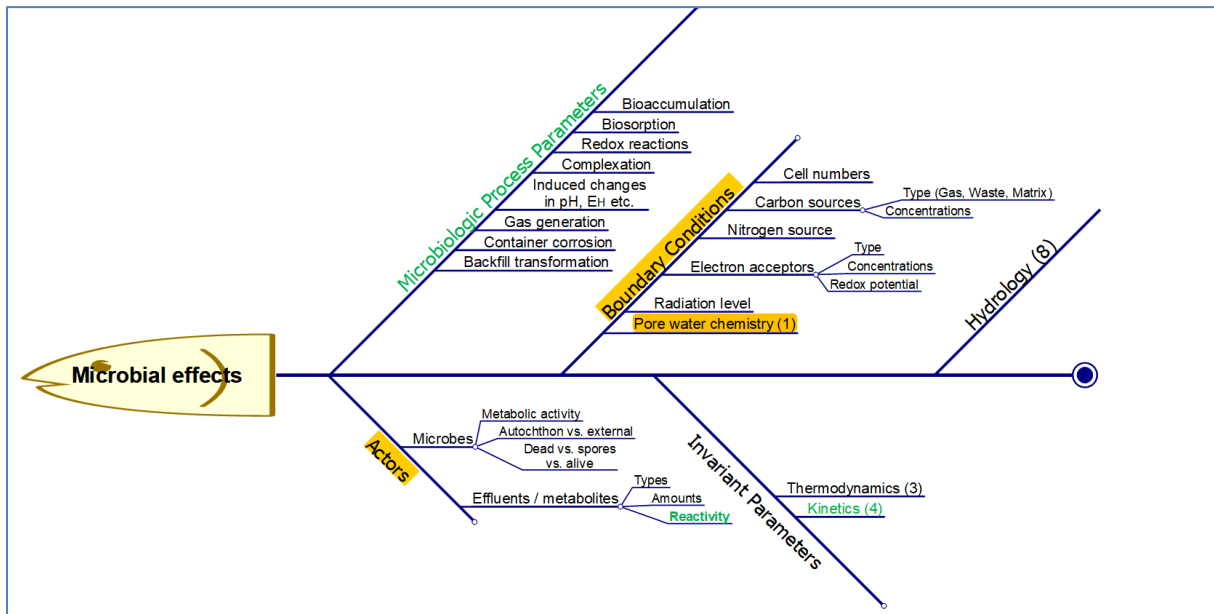 Microbial effects
Microbiologic Process Parameters
Bioaccumulation
Biosorption
Redox reactions
Complexation
Induced changes
in pH, EH etc.
Gas generation
Container corrosion
Backfill transformation
Boundary Conditions
Cell numbers
Carbon sources
Type (Gas, Waste, Matrix)
Concentrations
Nitrogen source
Electron acceptors
Type
Concentrations
Redox potential
Radiation level
Pore water chemistry (1)
Hydrology (8)
Actors
Microbes
Metabolic activity
Autochthon vs. external
Dead vs. spores
vs. alive
Effluents / metabolites
Types
Amounts
Reactivity
Invariant Parameters
Thermodynamics (3)
Kinetics (4)